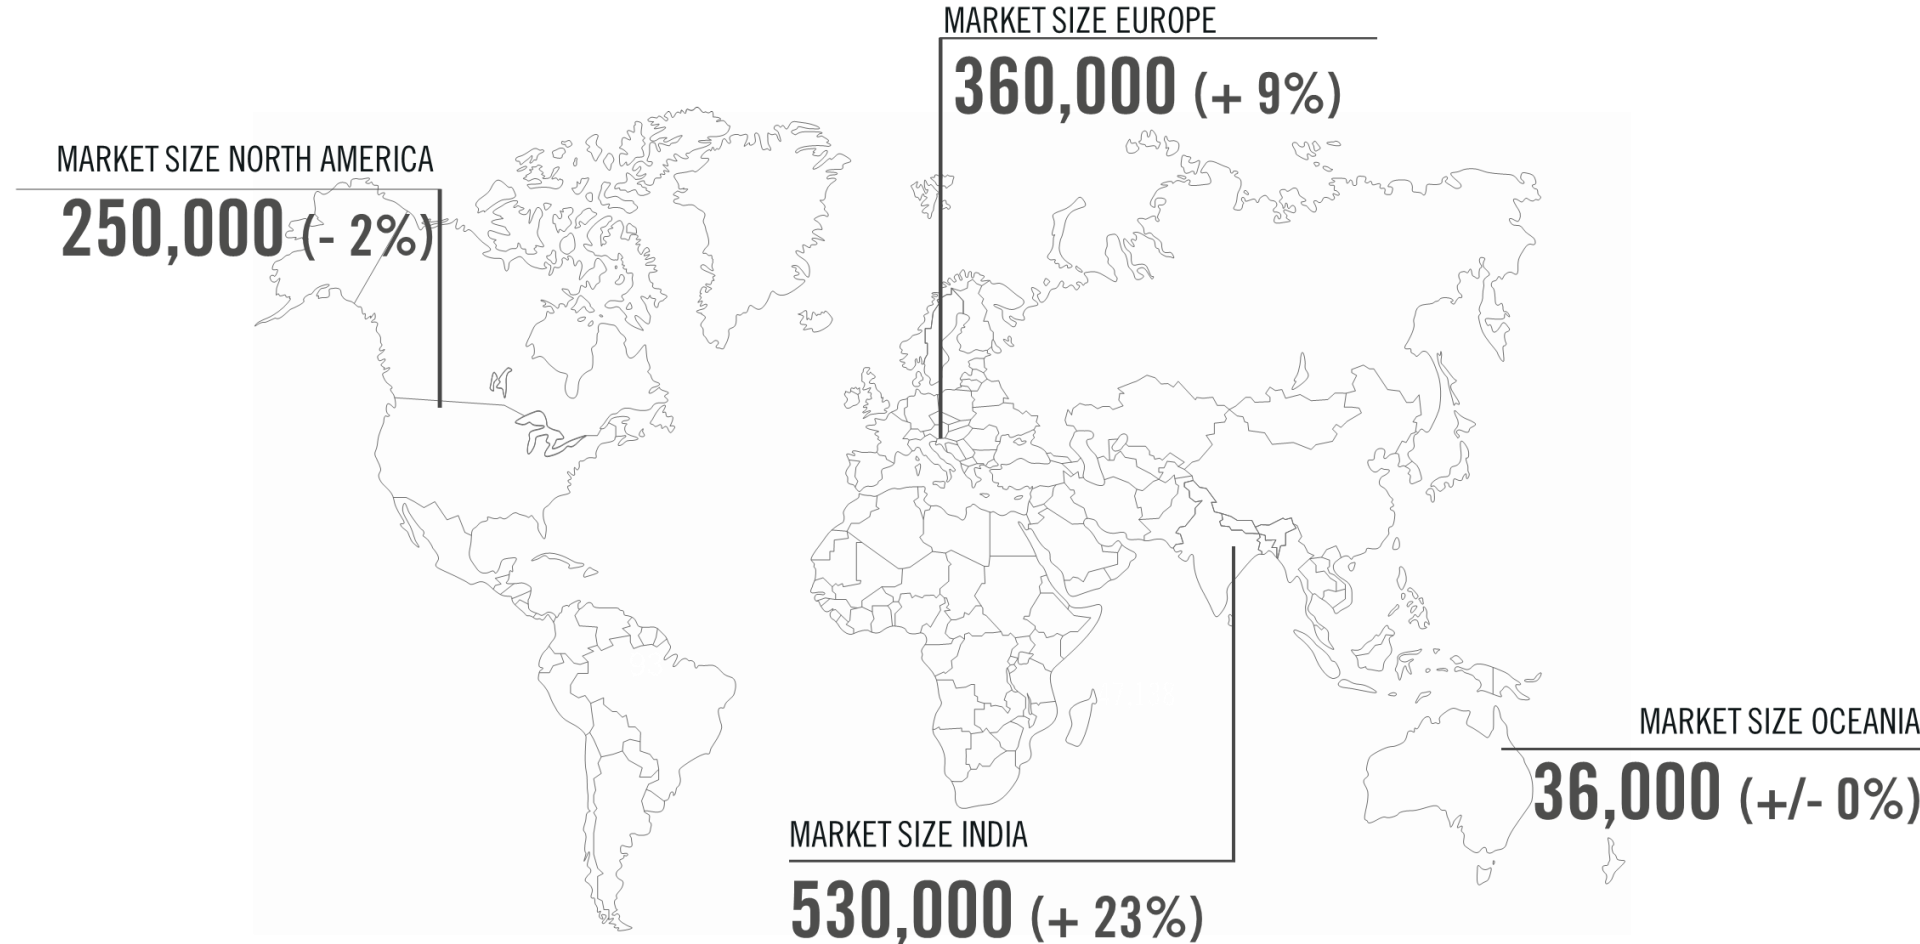 MARKET SIZE EUROPE
360,000 (+ 9%)
MARKET SIZE NORTH AMERICA
250,000 (- 2%)
MARKET SIZE OCEANIA
36,000 (+/- 0%)
MARKET SIZE INDIA
530,000 (+ 23%)